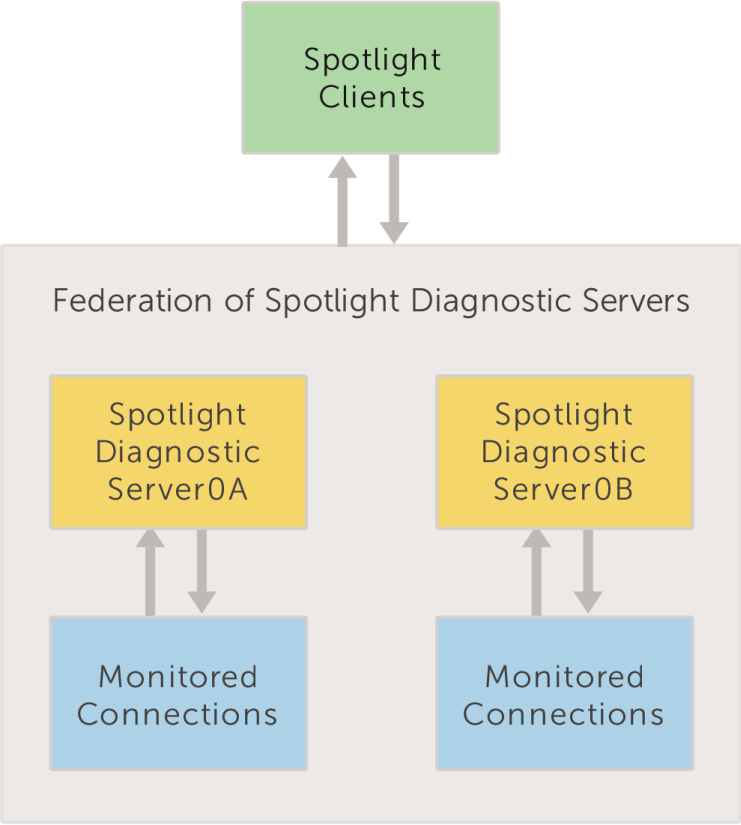 Spotlight
Clients
Federation of Spotlight Diagnostic Servers
Spotlight
Diagnostic
Server0A
Spotlight
Diagnostic
Server0B
Monitored
Connections
Monitored
Connections